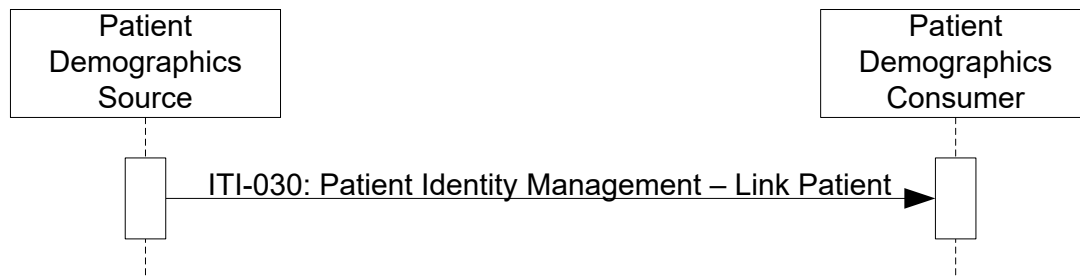 Patient
Demographics
Source
Patient
Demographics
Consumer
ITI-030: Patient Identity Management – Link Patient